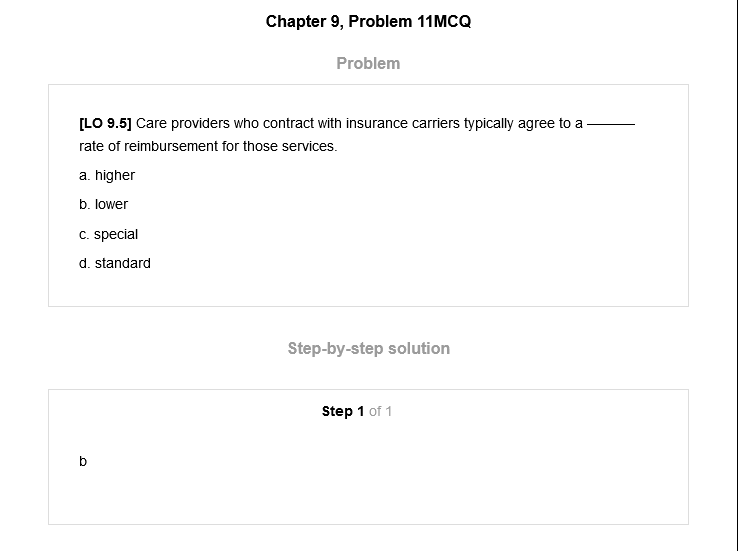 Chapter 9, Problem 11MCQ
Problem
[LO 9.5] Care providers who contract with insurance carriers typically agree to a ———
rate of reimbursement for those services.
a. higher
b. lower
c. special
d. standard
Step-by-step solution
Step 1 of 1
b